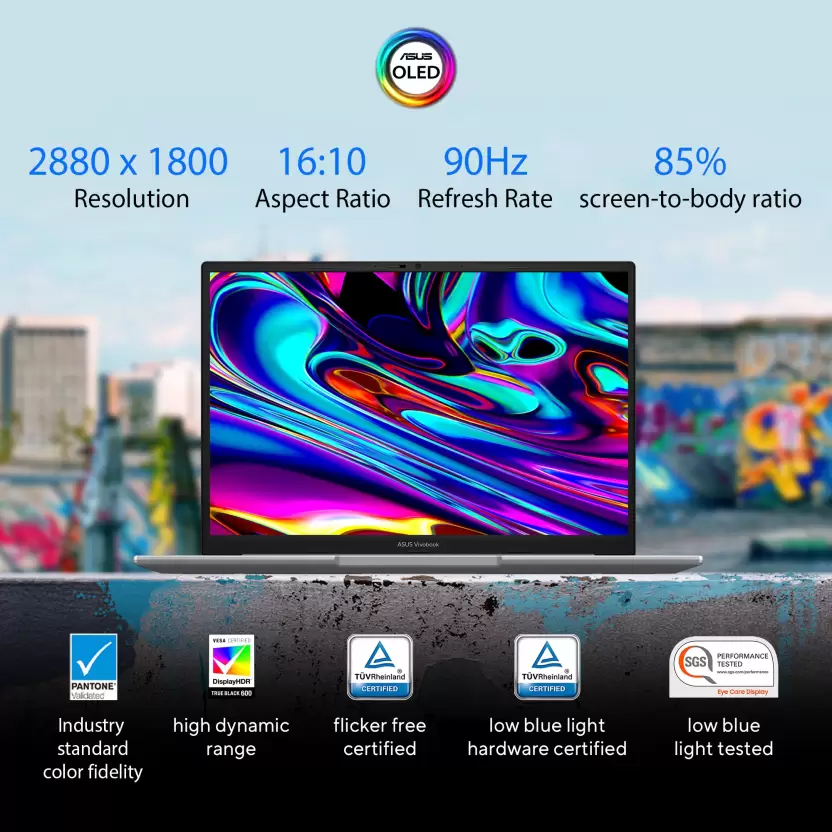 ASUS
OLED
2880 x 1800
Resolution
16:10
Aspect Ratio
90Hz
Refresh Rate
85%
screen-to-body ratio
ASUS Vivobook
PANTONE®
Validated
Industry
standard
color fidelity
VESA CERTIFIED
DisplayHDR
TRUE BLACK 600
high dynamic
range
TÜVRheinland®
CERTIFIED
flicker free
certified
TÜVRheinland®
CERTIFIED
low blue light
hardware certified
SGS
PERFORMANCE
TESTED
www.sgs.com/performance
Eye Care Display
low blue
light tested